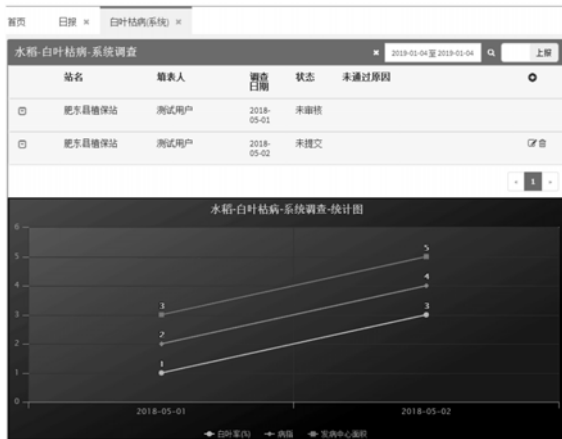 首页 日报 × 白叶枯病(系统) ×
水稻-白叶枯病-系统调查 × 2019-01-04 至 2019-01-04 上报
站名 填表人 调查日期 状态 未通过原因
肥东县植保站 测试用户 2018-05-01 未审核
肥东县植保站 测试用户 2018-05-02 未提交
« 1 »
水稻-白叶枯病-系统调查-统计图
6
5
4
3
2
1
0
3
2
1
5
4
3
2018-05-01 2018-05-02
白叶率(%) 病指 发病中心面积